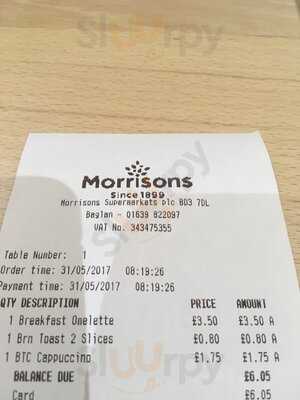 Sluurpy
Morrisons
Since 1899
Morrisons Supermarkets plc BD3 7DL
Baglan - 01639 822097
VAT No. 343475355
Table Number: 1
Order time: 31/05/2017 08:19:26
Payment time: 31/05/2017 08:19:26
QTY DESCRIPTION PRICE AMOUNT
1 Breakfast Omelette £3.50 £3.50 A
1 Brn Toast 2 Slices £0.80 £0.80 A
1 BTC Cappuccino £1.75 £1.75 A
BALANCE DUE £6.05
Card £6.05